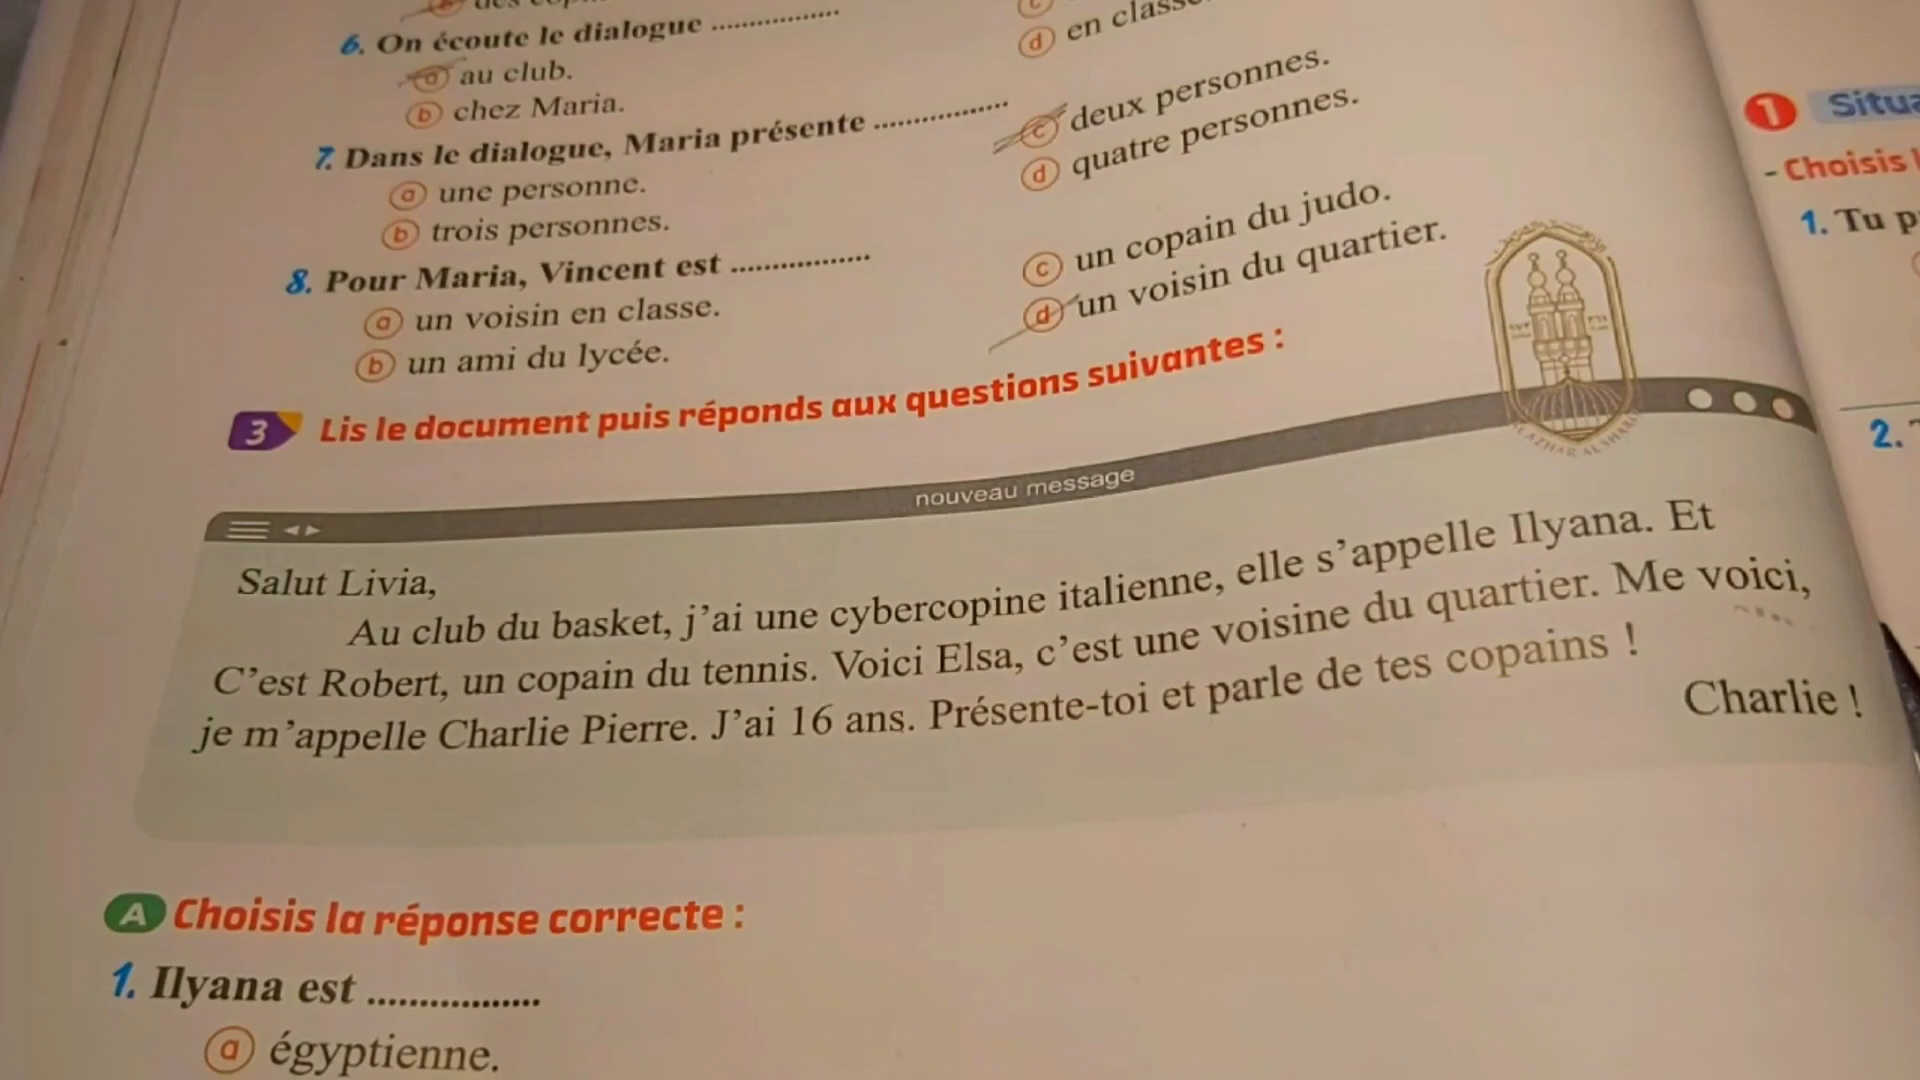 6. On écoute le dialogue ................
a au club.
b chez Maria.
c
d en classe
7. Dans le dialogue, Maria présente .................
a une personne.
b trois personnes.
c deux personnes.
d quatre personnes.
8. Pour Maria, Vincent est .................
a un voisin en classe.
b un ami du lycée.
c un copain du judo.
d un voisin du quartier.
3 Lis le document puis réponds aux questions suivantes :
nouveau message
Salut Livia,
Au club du basket, j'ai une cybercopine italienne, elle s'appelle Ilyana. Et
C'est Robert, un copain du tennis. Voici Elsa, c'est une voisine du quartier. Me voici,
je m'appelle Charlie Pierre. J'ai 16 ans. Présente-toi et parle de tes copains !
Charlie !
A Choisis la réponse correcte :
1. Ilyana est .................
a égyptienne.
1 Situa
- Choisis l
1. Tu p
2.